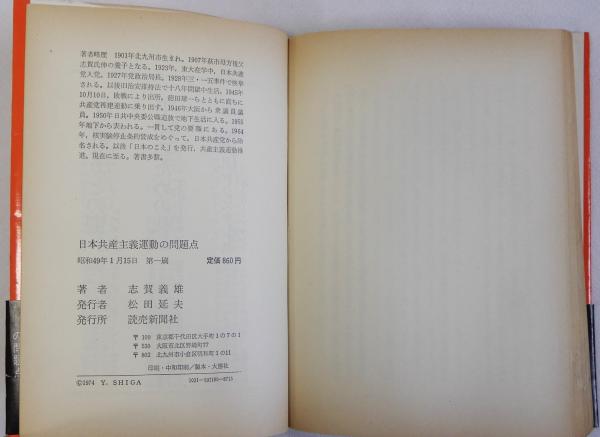 著者略歴　1901年北九州市生まれ。1907年萩市母方祖父
志賀氏伸の養子となる。1923年，東大在学中，日本共産
党入党。1927年党政治局長。1928年三・一五事件で検挙
される。以後旧治安維持法で十八年間獄中生活。1945年
10月10日，敗戦により出所。徳田球一らとともに直ちに
共産党再建運動に乗り出す。1946年大阪から衆議員議
員。1950年日共中央委公職追放で地下生活に入る。1955
年地下から表われる。一貫して党の要職にある。1964
年，核実験停止条約賛成をめぐって，日本共産党から除
名される。以後「日本のこえ」を発行，共産主義運動推
進。現在に至る。著書多数。
日本共産主義運動の問題点
昭和49年1月15日　第一刷　定価860円
著者　志賀義雄
発行者　松田延夫
発行所　読売新聞社
〒100　東京都千代田区大手町1の7の1
〒530　大阪市北区野崎町77
〒802　北九州市小倉区明和町1の11
印刷・中和印刷／製本・大進社
©1974　Y. SHIGA
の問題点